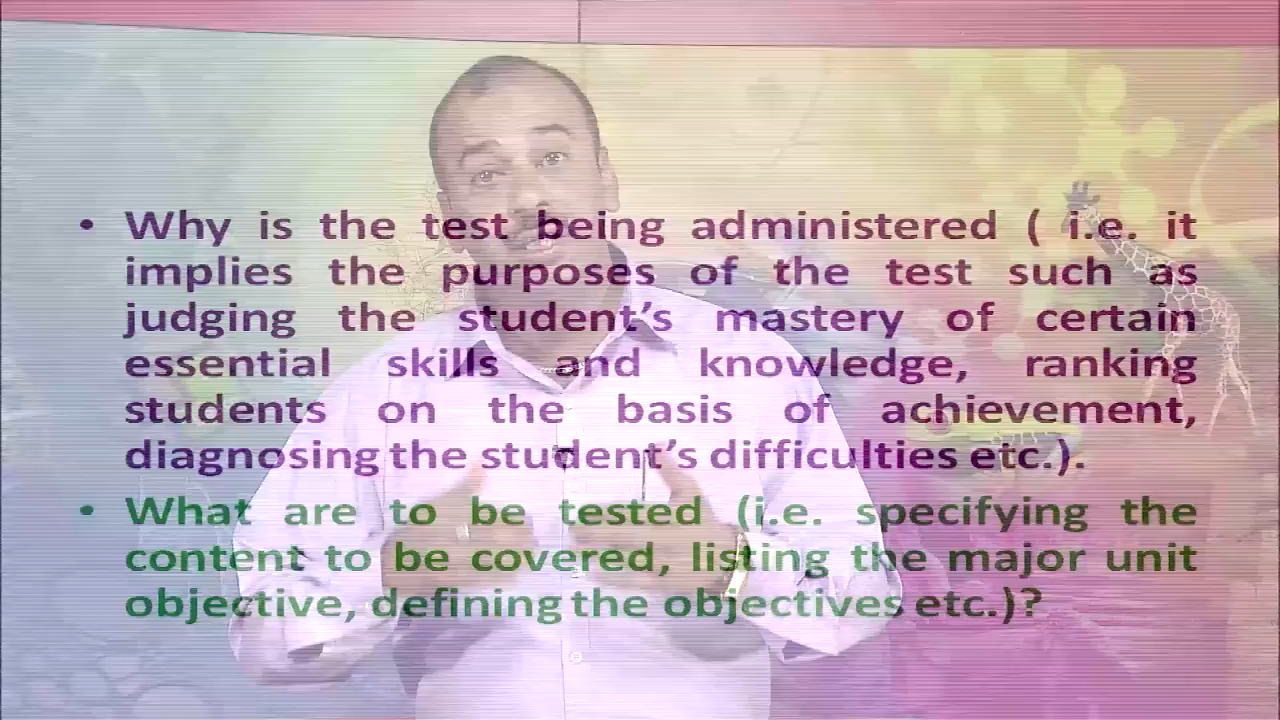 • Why is the test being administered ( i.e. it
implies the purposes of the test such as
judging the student’s mastery of certain
essential skills and knowledge, ranking
students on the basis of achievement,
diagnosing the student’s difficulties etc.).
• What are to be tested (i.e. specifying the
content to be covered, listing the major unit
objective, defining the objectives etc.)?